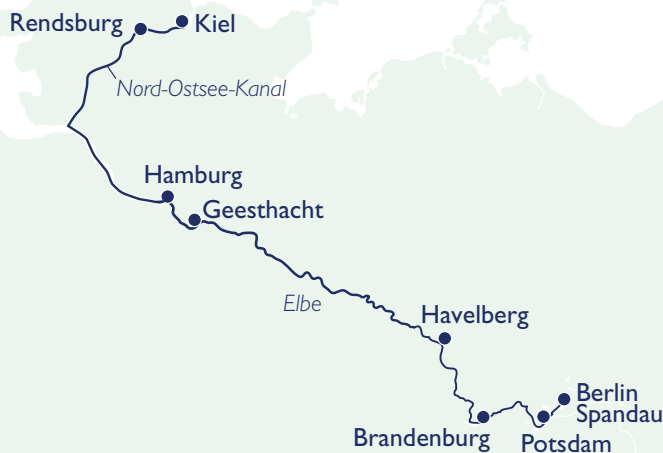 Rendsburg
Kiel
Nord-Ostsee-Kanal
Hamburg
Geesthacht
Elbe
Havelberg
Berlin
Spandau
Brandenburg
Potsdam